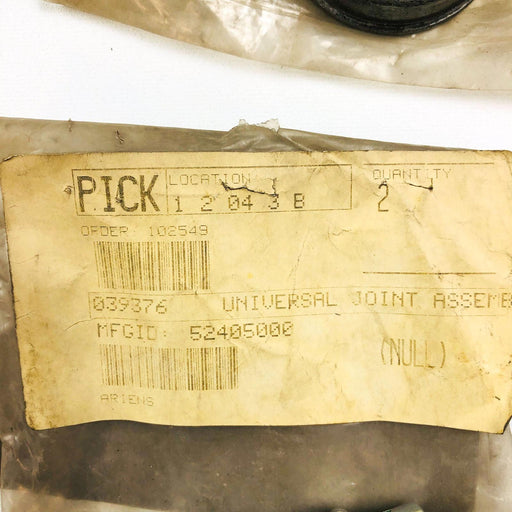 PICK LOCATION QUANTITY
1 2 04 3 B 2
ORDER: 102549
039376 UNIVERSAL JOINT ASSEMB
MFGID: 52405000
(NULL)
ARIENS